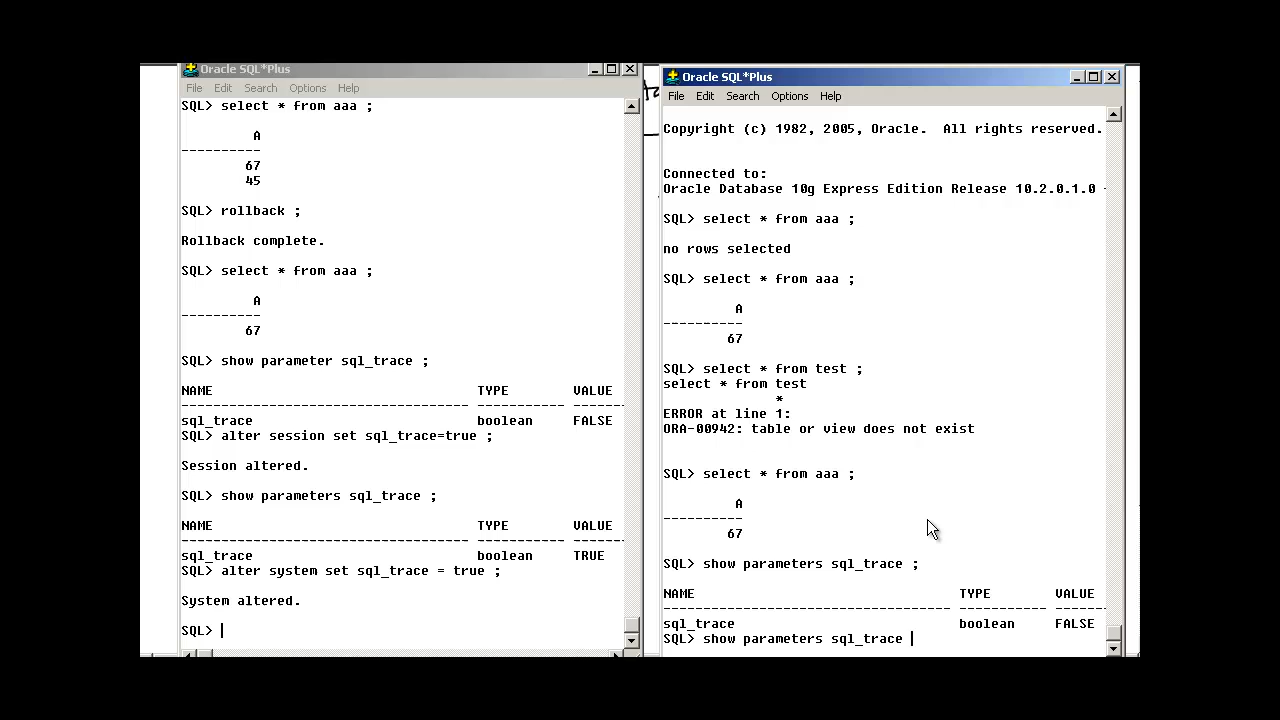 Oracle SQL*Plus
File Edit Search Options Help
SQL> select * from aaa ;
A
----------
67
45
SQL> rollback ;
Rollback complete.
SQL> select * from aaa ;
A
----------
67
SQL> show parameter sql_trace ;
NAME TYPE VALUE
------------------------------------ ----------- ------
sql_trace boolean FALSE
SQL> alter session set sql_trace=true ;
Session altered.
SQL> show parameters sql_trace ;
NAME TYPE VALUE
------------------------------------ ----------- ------
sql_trace boolean TRUE
SQL> alter system set sql_trace = true ;
System altered.
SQL>
Oracle SQL*Plus
File Edit Search Options Help
Copyright (c) 1982, 2005, Oracle. All rights reserved.
Connected to:
Oracle Database 10g Express Edition Release 10.2.0.1.0 -
SQL> select * from aaa ;
no rows selected
SQL> select * from aaa ;
A
----------
67
SQL> select * from test ;
select * from test
*
ERROR at line 1:
ORA-00942: table or view does not exist
SQL> select * from aaa ;
A
----------
67
SQL> show parameters sql_trace ;
NAME TYPE VALUE
------------------------------------ ----------- ------
sql_trace boolean FALSE
SQL> show parameters sql_trace